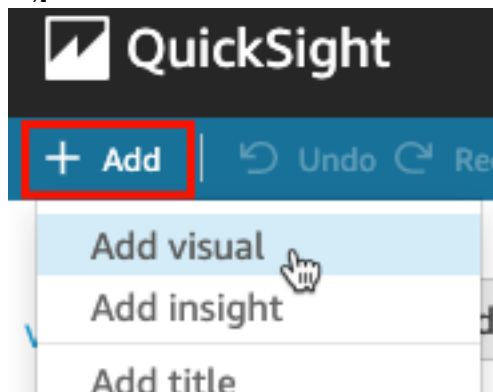 QuickSight
+ Add Undo
Add visual
Add insight
Add title